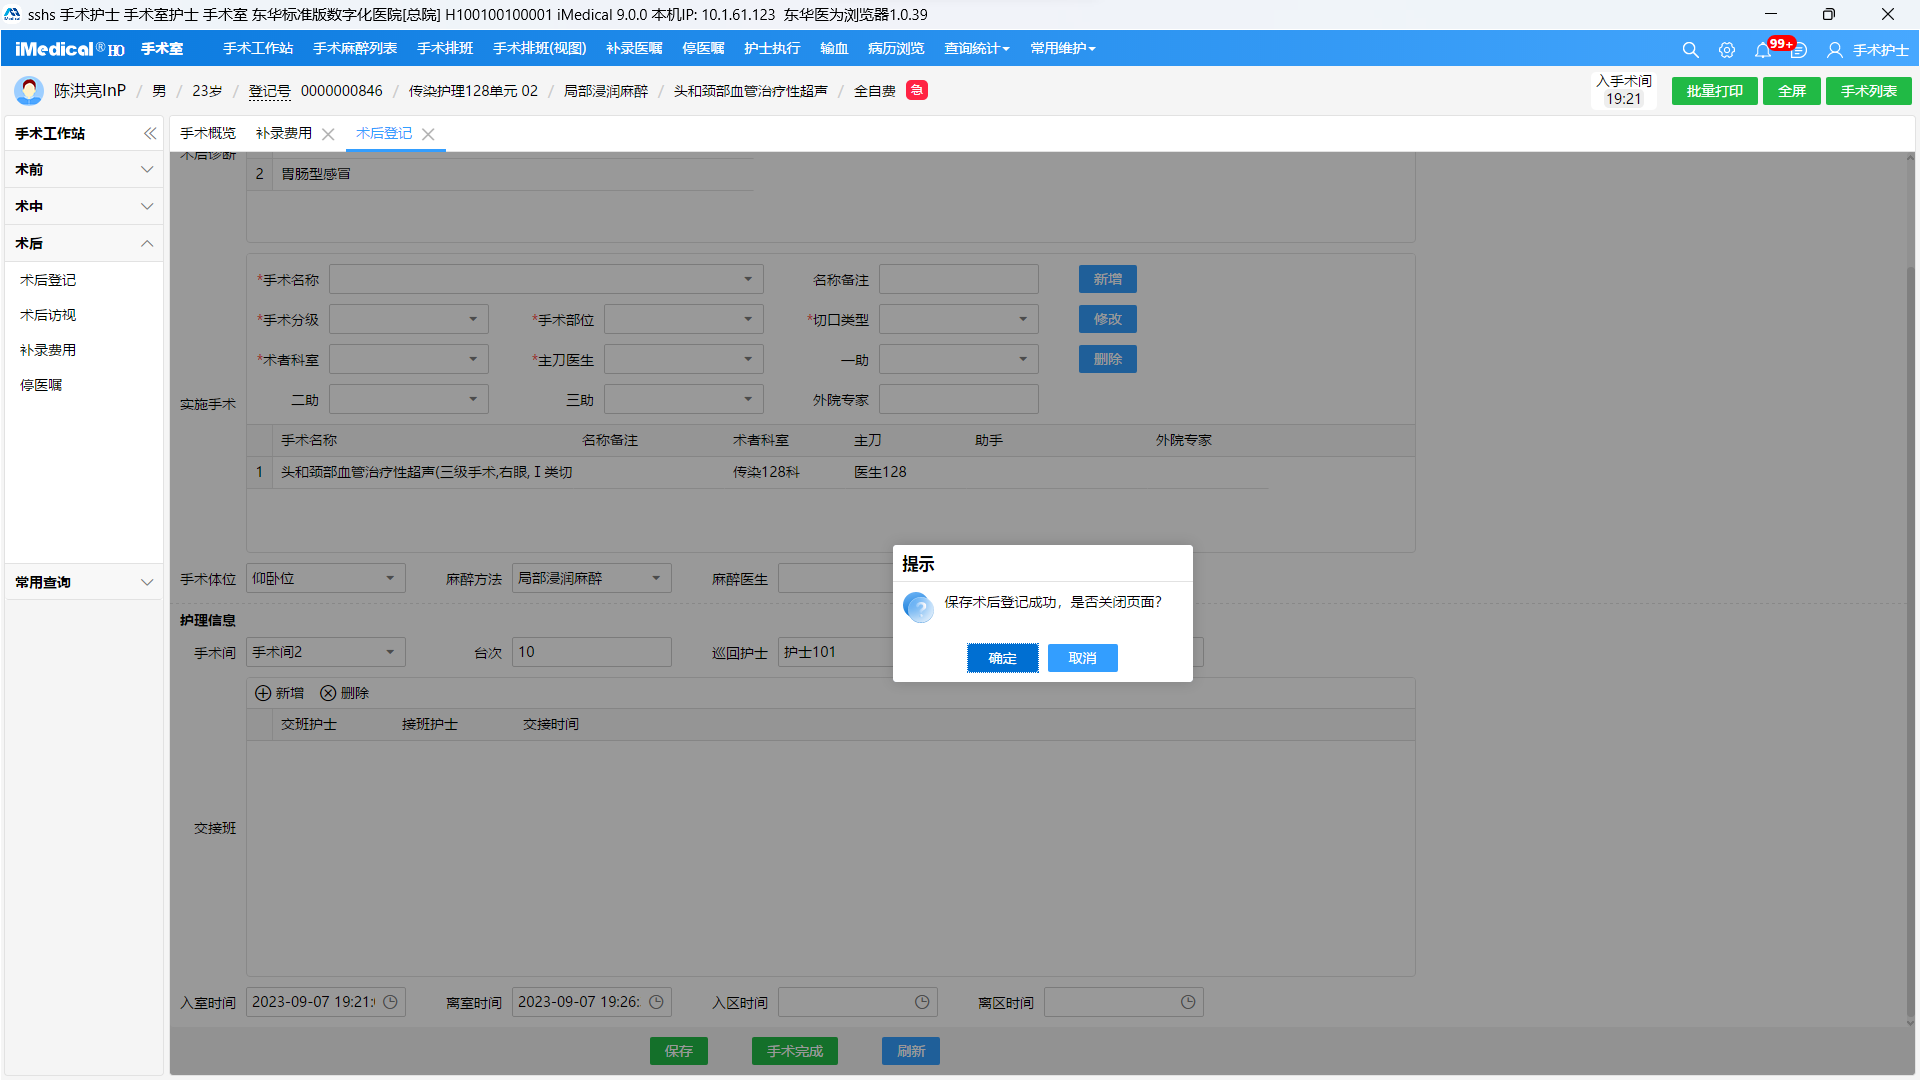 sshs 手术护士 手术室护士 手术室 东华标准版数字化医院[总院] H100100100001 iMedical 9.0.0 本机IP: 10.1.61.123 东华医为浏览器1.0.39
iMedical® HO 手术室 手术工作站 手术麻醉列表 手术排班 手术排班(视图) 补录医嘱 停医嘱 护士执行 输血 病历浏览 查询统计 常用维护 99+ 手术护士
陈洪亮InP / 男 / 23岁 / 登记号 0000000846 / 传染护理128单元 02 / 局部浸润麻醉 / 头和颈部血管治疗性超声 / 全自费 急 入手术间 19:21 批量打印 全屏 手术列表
手术工作站
术前
术中
术后
术后登记
术后访视
补录费用
停医嘱
常用查询
手术概览 补录费用 术后登记
术后诊断
2 胃肠型感冒
实施手术
*手术名称 名称备注 新增
*手术分级 *手术部位 *切口类型 修改
*术者科室 *主刀医生 一助 删除
二助 三助 外院专家
手术名称 名称备注 术者科室 主刀 助手 外院专家
1 头和颈部血管治疗性超声(三级手术,右眼,Ⅰ类切 传染128科 医生128
手术体位 仰卧位 麻醉方法 局部浸润麻醉 麻醉医生
护理信息
手术间 手术间2 台次 10 巡回护士 护士101
新增 删除
交班护士 接班护士 交接时间
交接班
入室时间 2023-09-07 19:21: 离室时间 2023-09-07 19:26: 入区时间 离区时间
保存 手术完成 刷新
提示
保存术后登记成功，是否关闭页面?
确定 取消